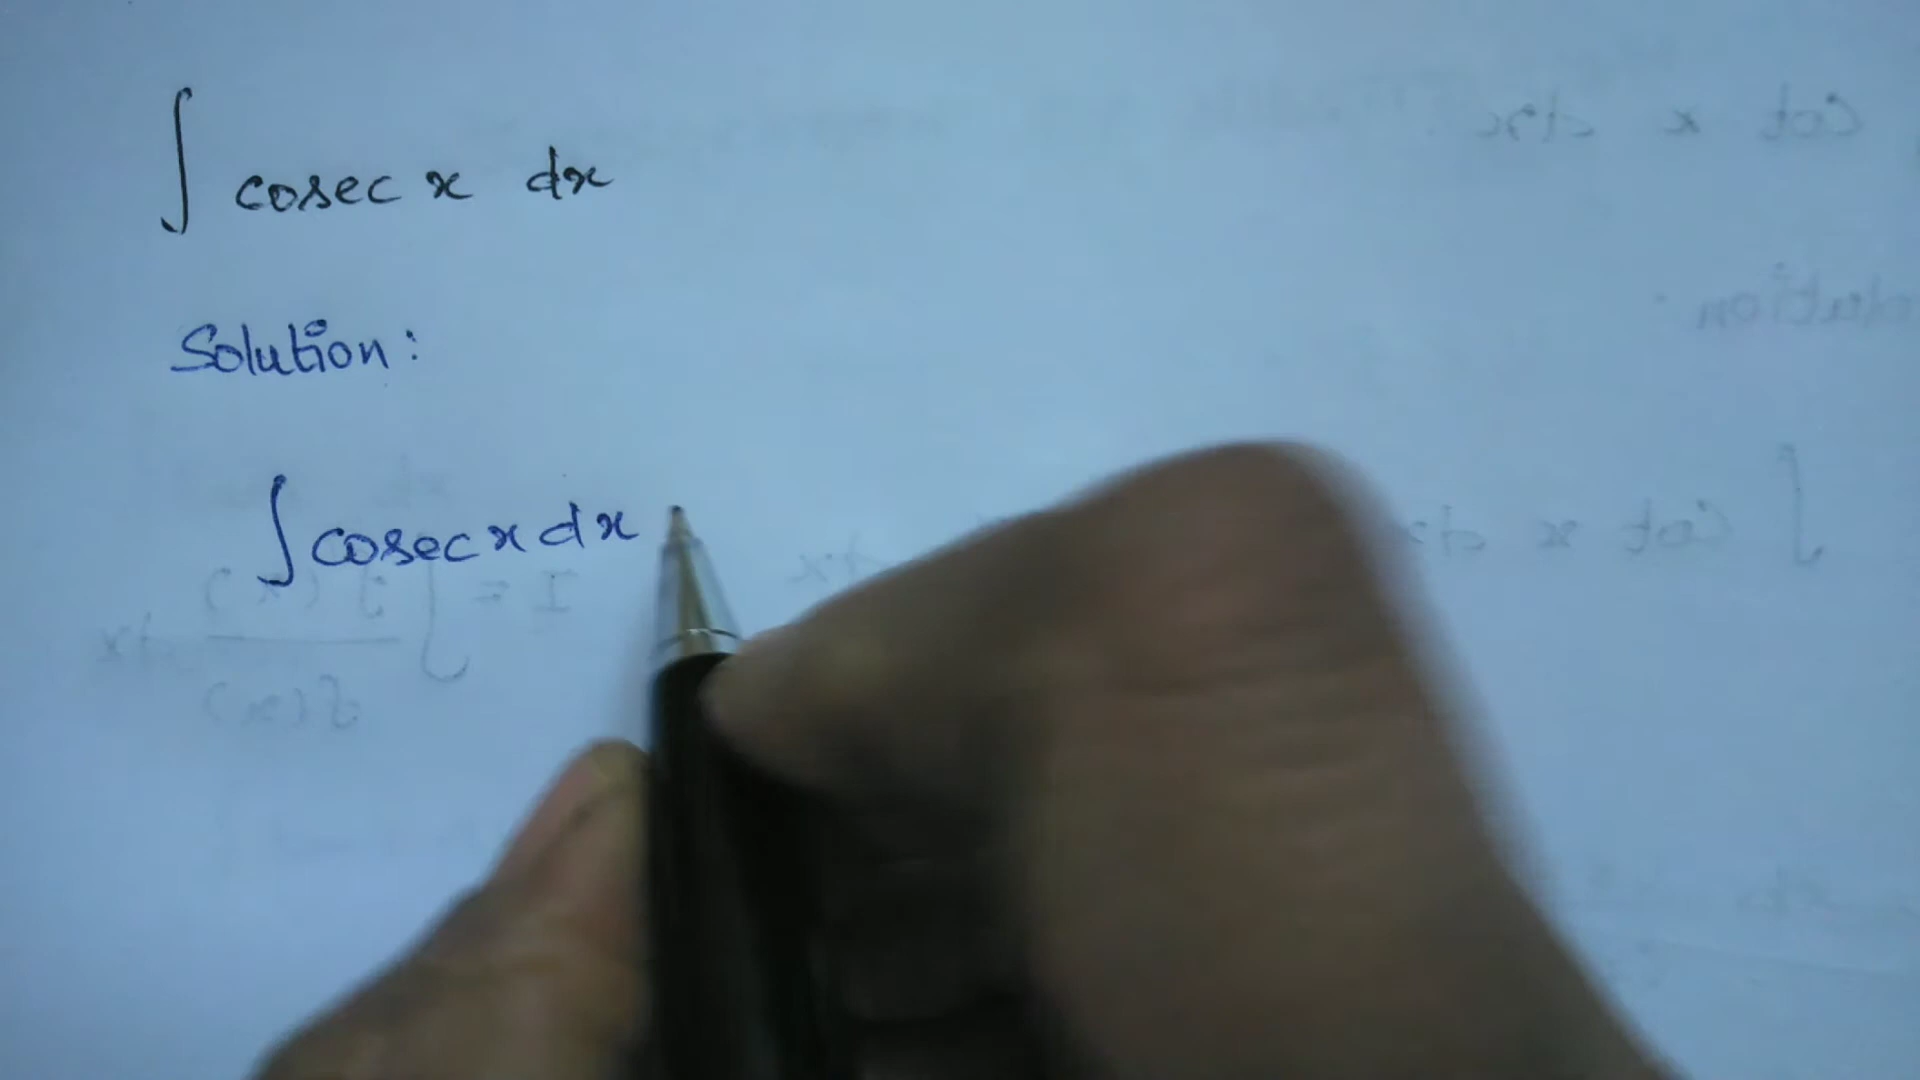 ∫ cosec x dx
Solution:
∫ cosec x dx